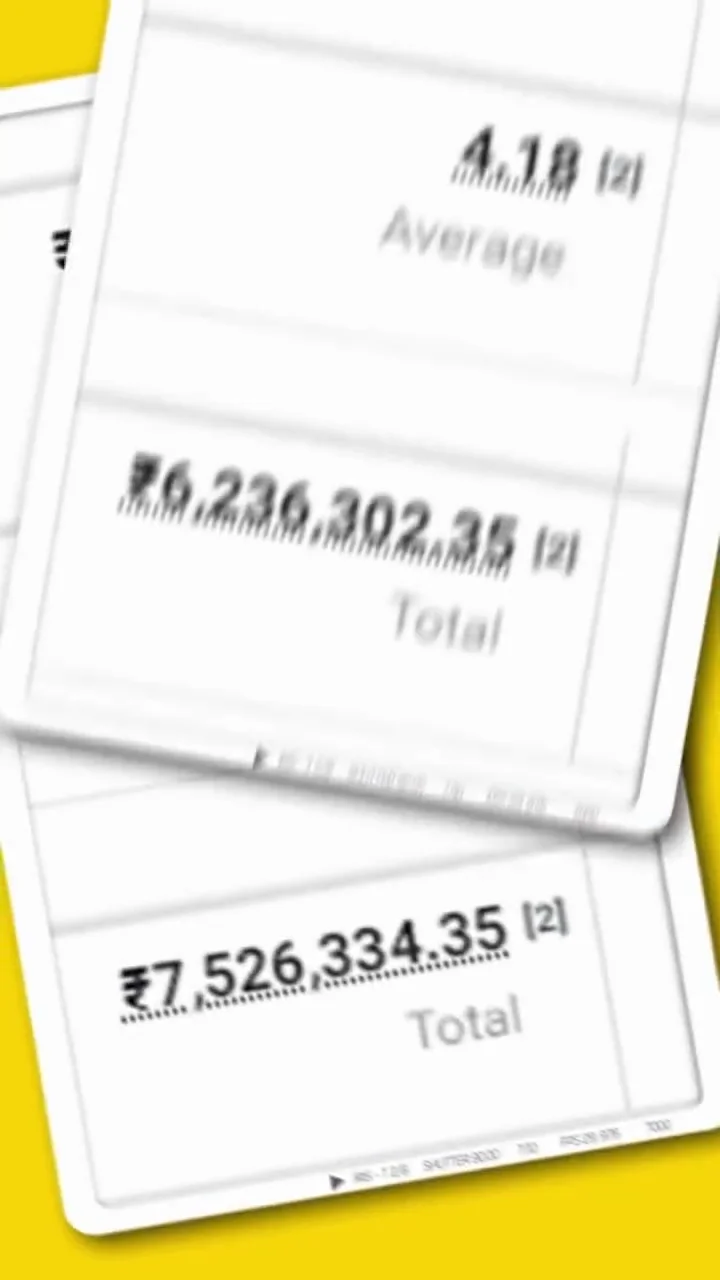 ₹
4.18 [2]
Average
₹6,236,302.35 [2]
Total
₹7,526,334.35 [2]
Total